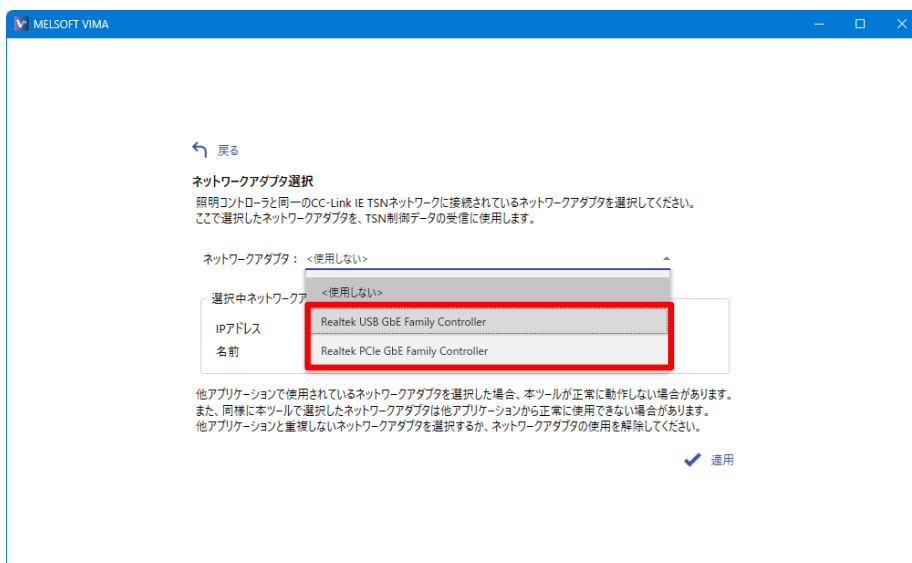 MELSOFT VIMA
戻る
ネットワークアダプタ選択
照明コントローラと同一のCC-Link IE TSNネットワークに接続されているネットワークアダプタを選択してください。
ここで選択したネットワークアダプタを、TSN制御データの受信に使用します。
ネットワークアダプタ： <使用しない>
<使用しない>
選択中ネットワークア
Realtek USB GbE Family Controller
IPアドレス
Realtek PCIe GbE Family Controller
名前
他アプリケーションで使用されているネットワークアダプタを選択した場合、本ツールが正常に動作しない場合があります。
また、同様に本ツールで選択したネットワークアダプタは他アプリケーションから正常に使用できない場合があります。
他アプリケーションと重複しないネットワークアダプタを選択するか、ネットワークアダプタの使用を解除してください。
適用